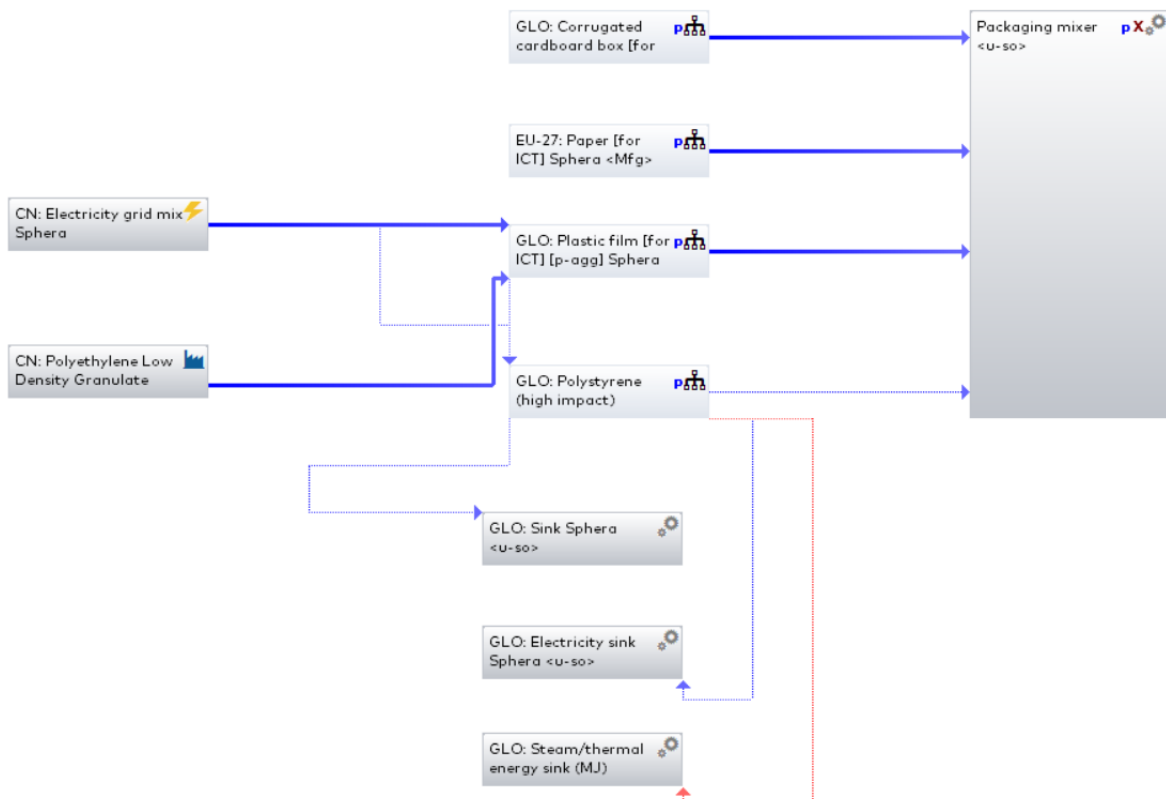 GLO: Corrugated
cardboard box [for
p
Packaging mixer
<u-so>
p X
EU-27: Paper [for
ICT] Sphera <Mfg>
p
CN: Electricity grid mix
Sphera
GLO: Plastic film [for
ICT] [p-agg] Sphera
p
CN: Polyethylene Low
Density Granulate
GLO: Polystyrene
(high impact)
p
GLO: Sink Sphera
<u-so>
GLO: Electricity sink
Sphera <u-so>
GLO: Steam/thermal
energy sink (MJ)